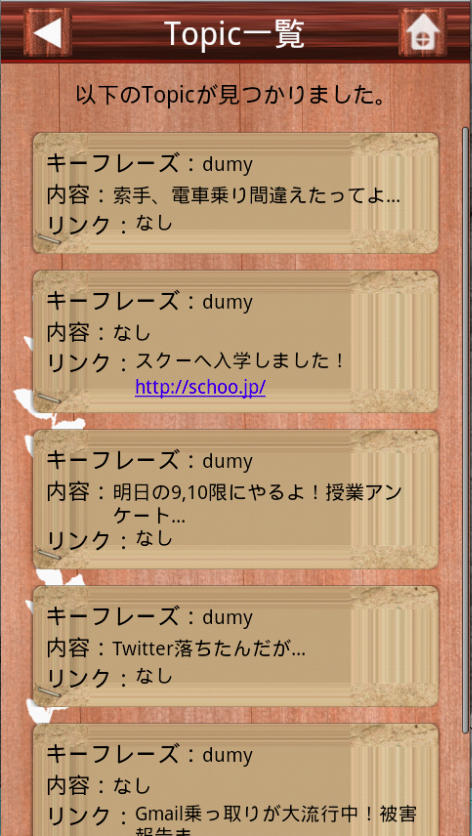 Topic一覧
以下のTopicが見つかりました。
キーフレーズ：dumy
内容：索手、電車乗り間違えたってよ...
リンク：なし
キーフレーズ：dumy
内容：なし
リンク：スクーへ入学しました！
http://schoo.jp/
キーフレーズ：dumy
内容：明日の9,10限にやるよ！授業アン
ケート...
リンク：なし
キーフレーズ：dumy
内容：Twitter落ちたんだが...
リンク：なし
キーフレーズ：dumy
内容：なし
リンク：Gmail乗っ取りが大流行中！被害
報告ま